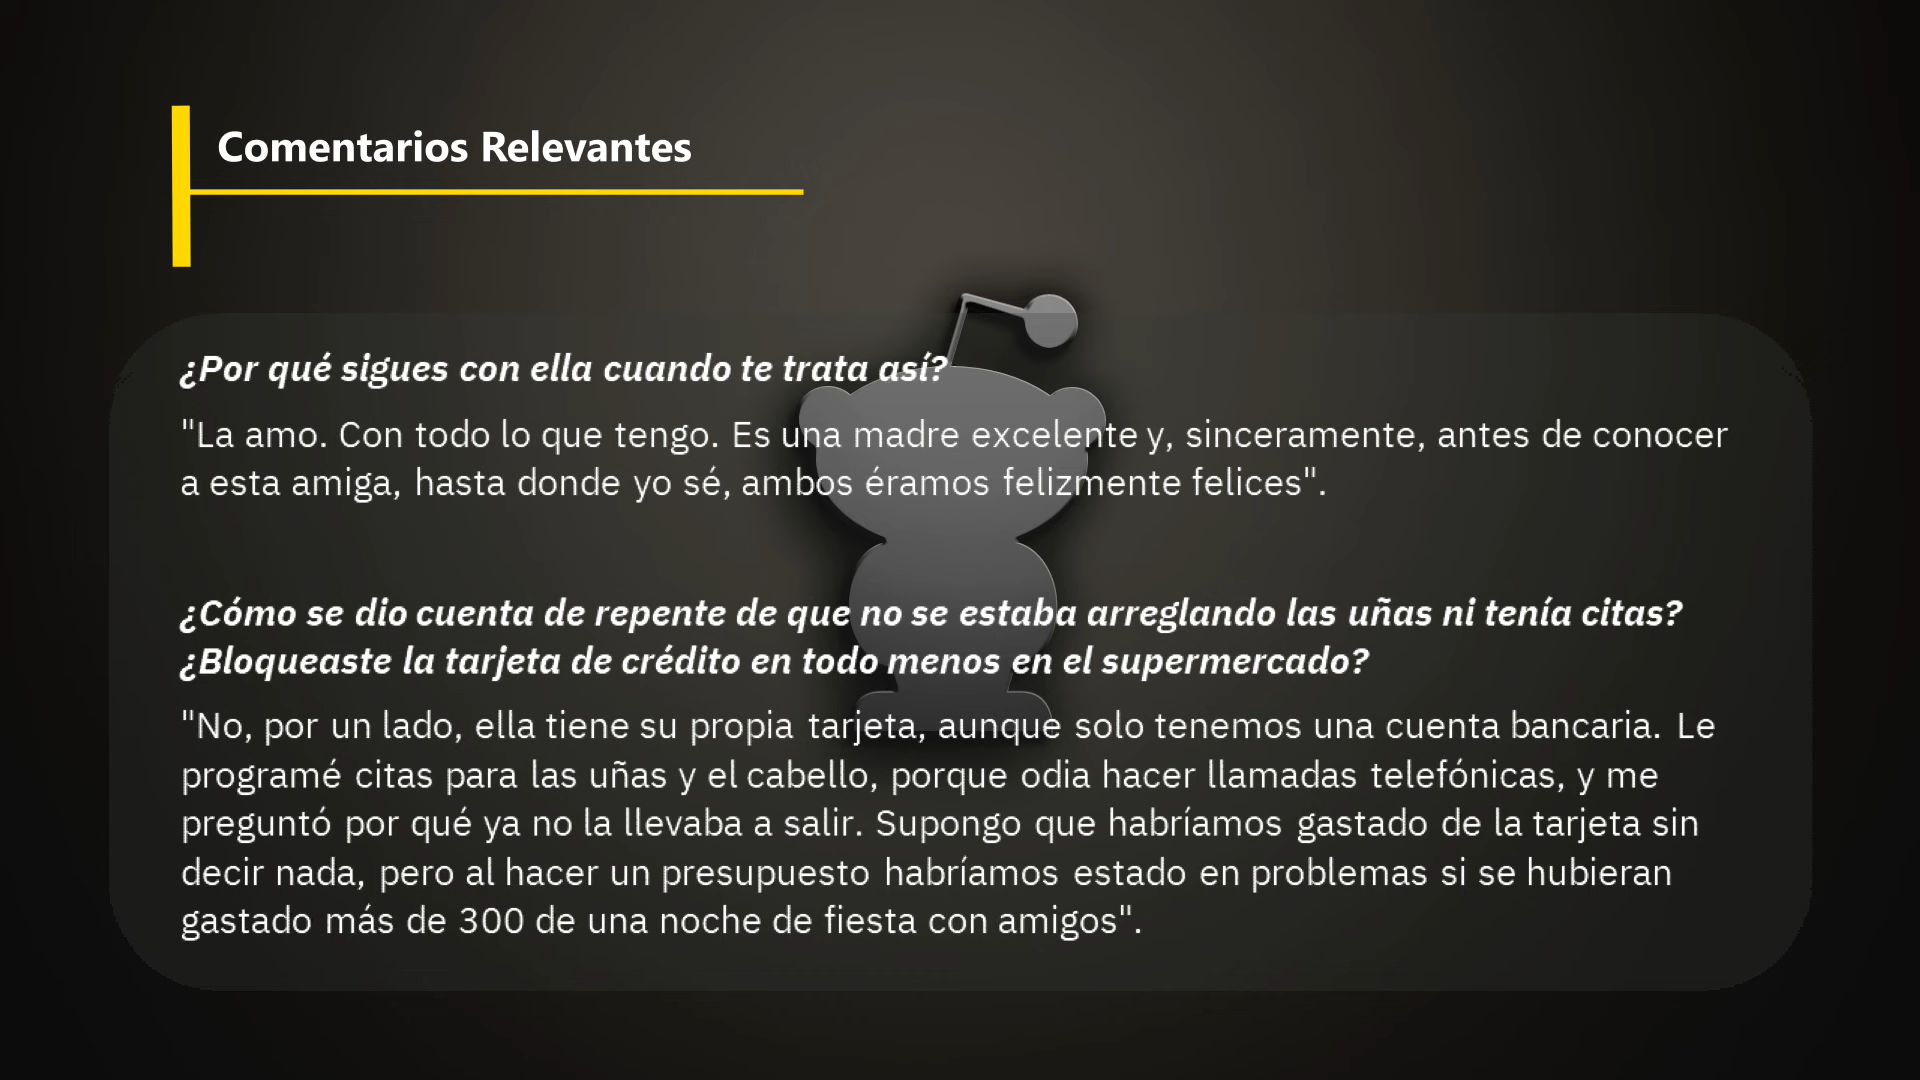 Comentarios Relevantes
¿Por qué sigues con ella cuando te trata así?
"La amo. Con todo lo que tengo. Es una madre excelente y, sinceramente, antes de conocer
a esta amiga, hasta donde yo sé, ambos éramos felizmente felices".
¿Cómo se dio cuenta de repente de que no se estaba arreglando las uñas ni tenía citas?
¿Bloqueaste la tarjeta de crédito en todo menos en el supermercado?
"No, por un lado, ella tiene su propia tarjeta, aunque solo tenemos una cuenta bancaria. Le
programé citas para las uñas y el cabello, porque odia hacer llamadas telefónicas, y me
preguntó por qué ya no la llevaba a salir. Supongo que habríamos gastado de la tarjeta sin
decir nada, pero al hacer un presupuesto habríamos estado en problemas si se hubieran
gastado más de 300 de una noche de fiesta con amigos".